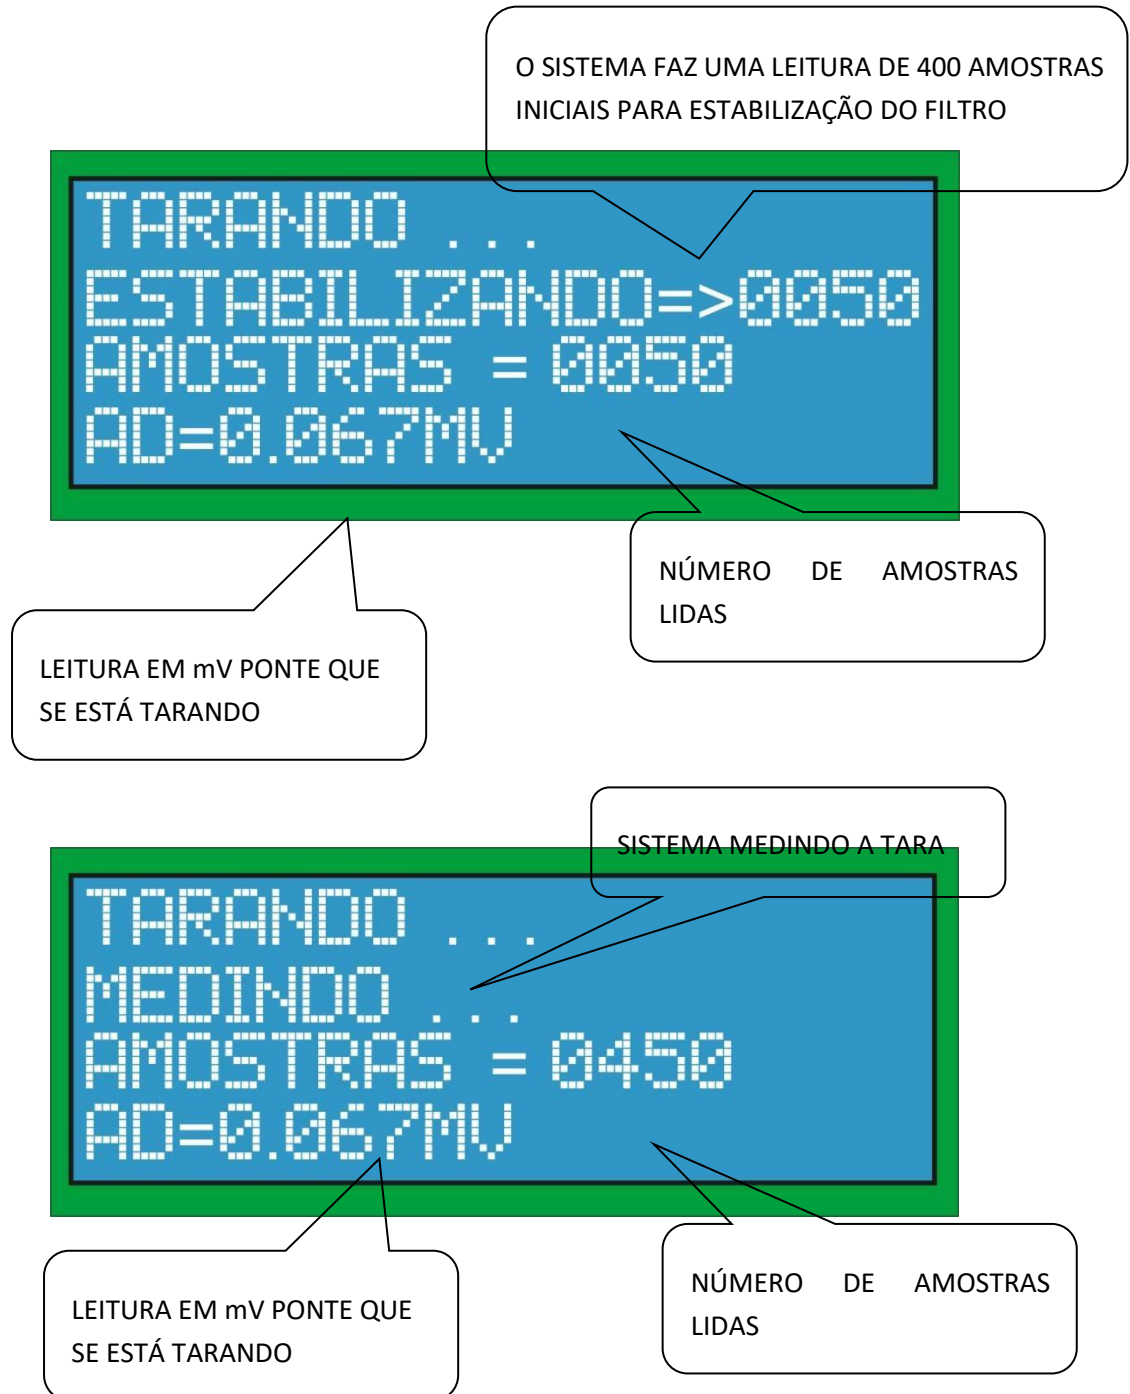 O SISTEMA FAZ UMA LEITURA DE 400 AMOSTRAS
INICIAIS PARA ESTABILIZAÇÃO DO FILTRO
TARANDO ...
ESTABILIZANDO=>0050
AMOSTRAS = 0050
AD=0.067MV
NÚMERO DE AMOSTRAS
LIDAS
LEITURA EM mV PONTE QUE
SE ESTÁ TARANDO
SISTEMA MEDINDO A TARA
TARANDO ...
MEDINDO ...
AMOSTRAS = 0450
AD=0.067MV
NÚMERO DE AMOSTRAS
LIDAS
LEITURA EM mV PONTE QUE
SE ESTÁ TARANDO